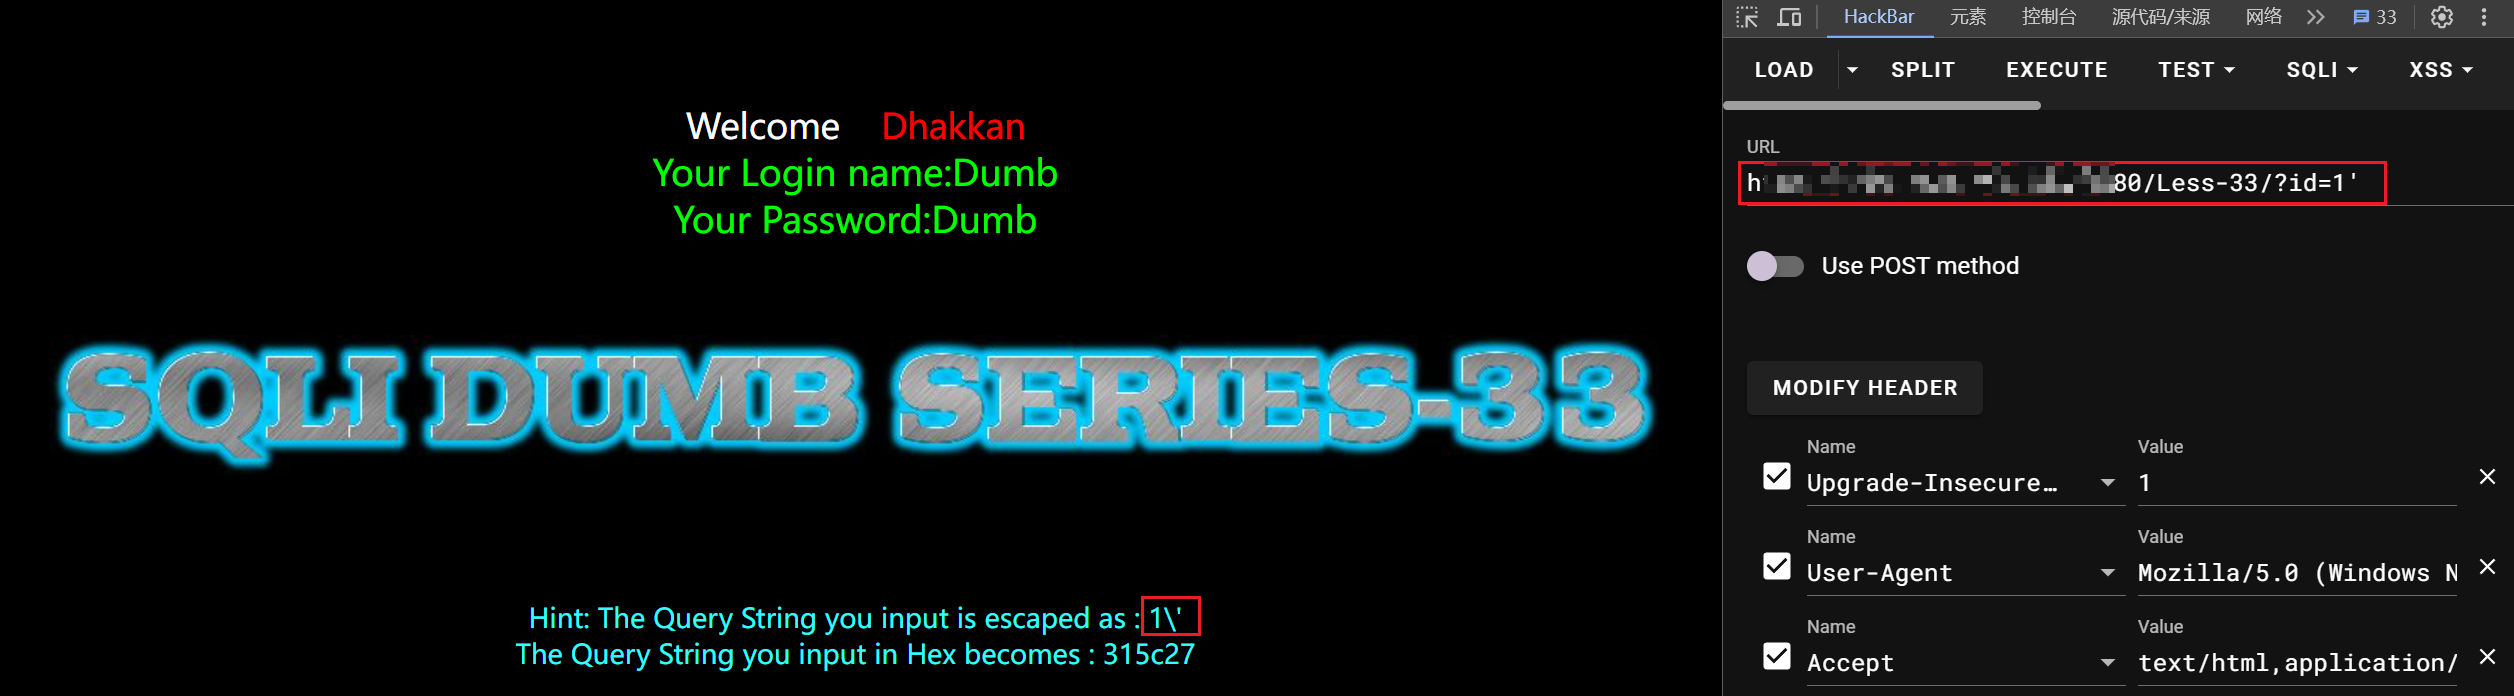 Welcome Dhakkan
Your Login name:Dumb
Your Password:Dumb
SQLI DUMB SERIES-33
Hint: The Query String you input is escaped as : 1\'
The Query String you input in Hex becomes : 315c27
HackBar 元素 控制台 源代码/来源 网络 33
LOAD SPLIT EXECUTE TEST SQLI XSS
URL
80/Less-33/?id=1'
Use POST method
MODIFY HEADER
Name Value
Upgrade-Insecure… 1
Name Value
User-Agent Mozilla/5.0 (Windows N
Name Value
Accept text/html,application/